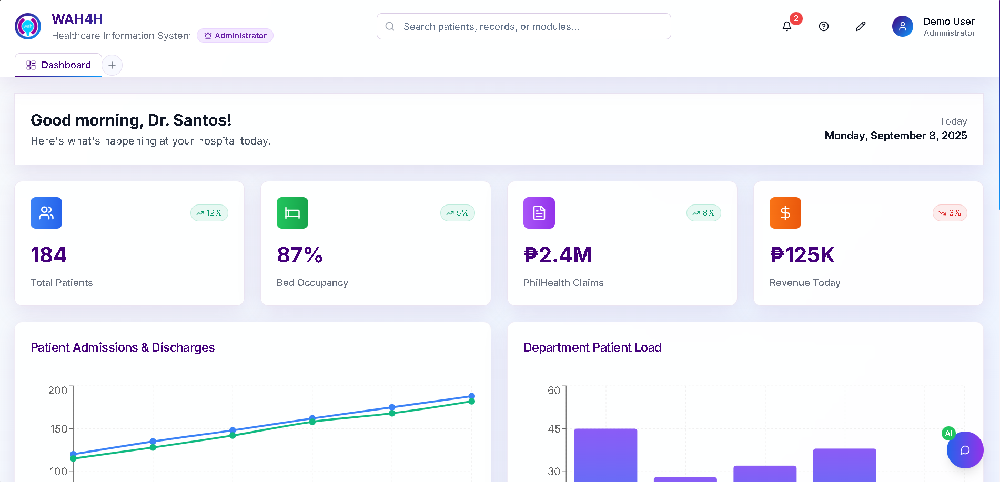 WAH4H
wah
Healthcare Information System
Administrator
Search patients, records, or modules...
2
Demo User
Administrator
Dashboard
Good morning, Dr. Santos!
Here's what's happening at your hospital today.
Today
Monday, September 8, 2025
12%
184
Total Patients
5%
87%
Bed Occupancy
8%
₱2.4M
PhilHealth Claims
3%
₱125K
Revenue Today
Patient Admissions & Discharges
200
150
100
Department Patient Load
60
45
30
AI